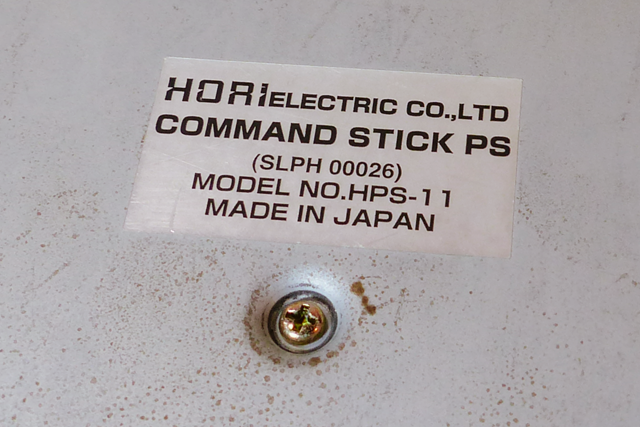 HORI ELECTRIC CO.,LTD
COMMAND STICK PS
(SLPH 00026)
MODEL NO.HPS-11
MADE IN JAPAN